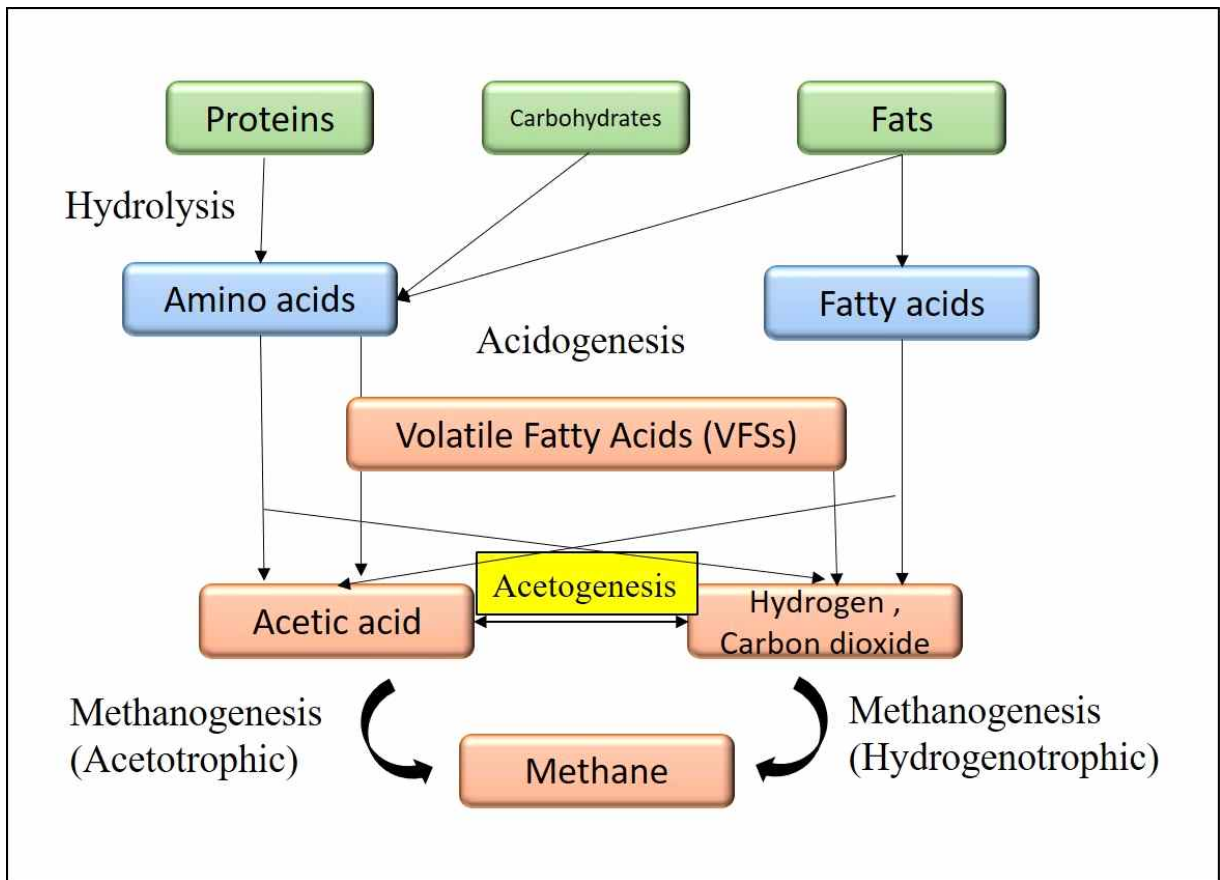 Proteins
Carbohydrates
Fats
Hydrolysis
Amino acids
Fatty acids
Acidogenesis
Volatile Fatty Acids (VFSs)
Acetogenesis
Acetic acid
Hydrogen ,
Carbon dioxide
Methanogenesis
(Acetotrophic)
Methanogenesis
(Hydrogenotrophic)
Methane